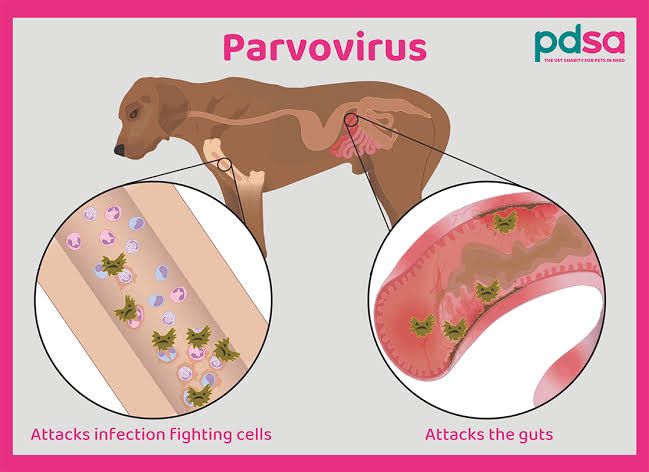 Parvovirus
pdsa
THE VET CHARITY FOR PETS IN NEED
Attacks infection fighting cells
Attacks the guts